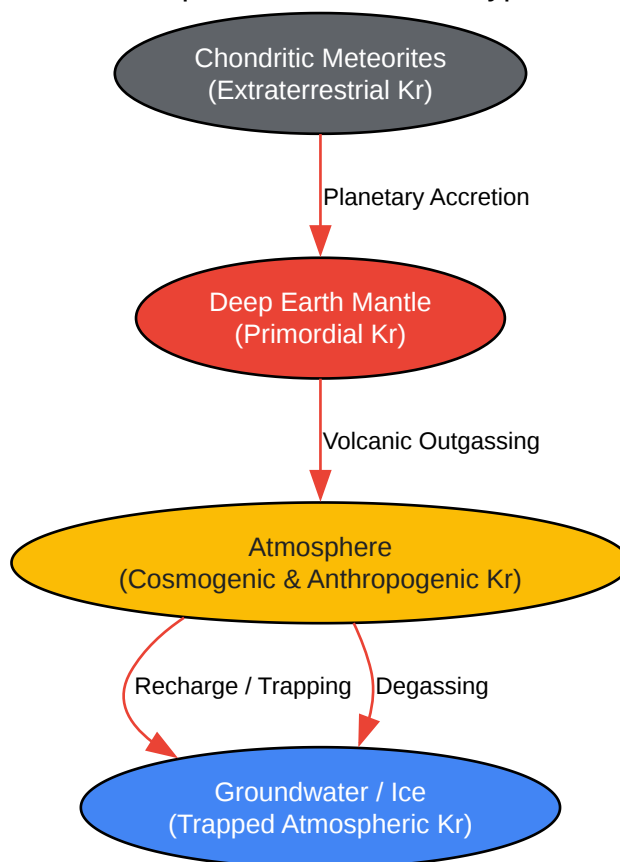 Chondritic Meteorites
(Extraterrestrial Kr)
Planetary Accretion
Deep Earth Mantle
(Primordial Kr)
Volcanic Outgassing
Atmosphere
(Cosmogenic & Anthropogenic Kr)
Recharge / Trapping
Degassing
Groundwater / Ice
(Trapped Atmospheric Kr)